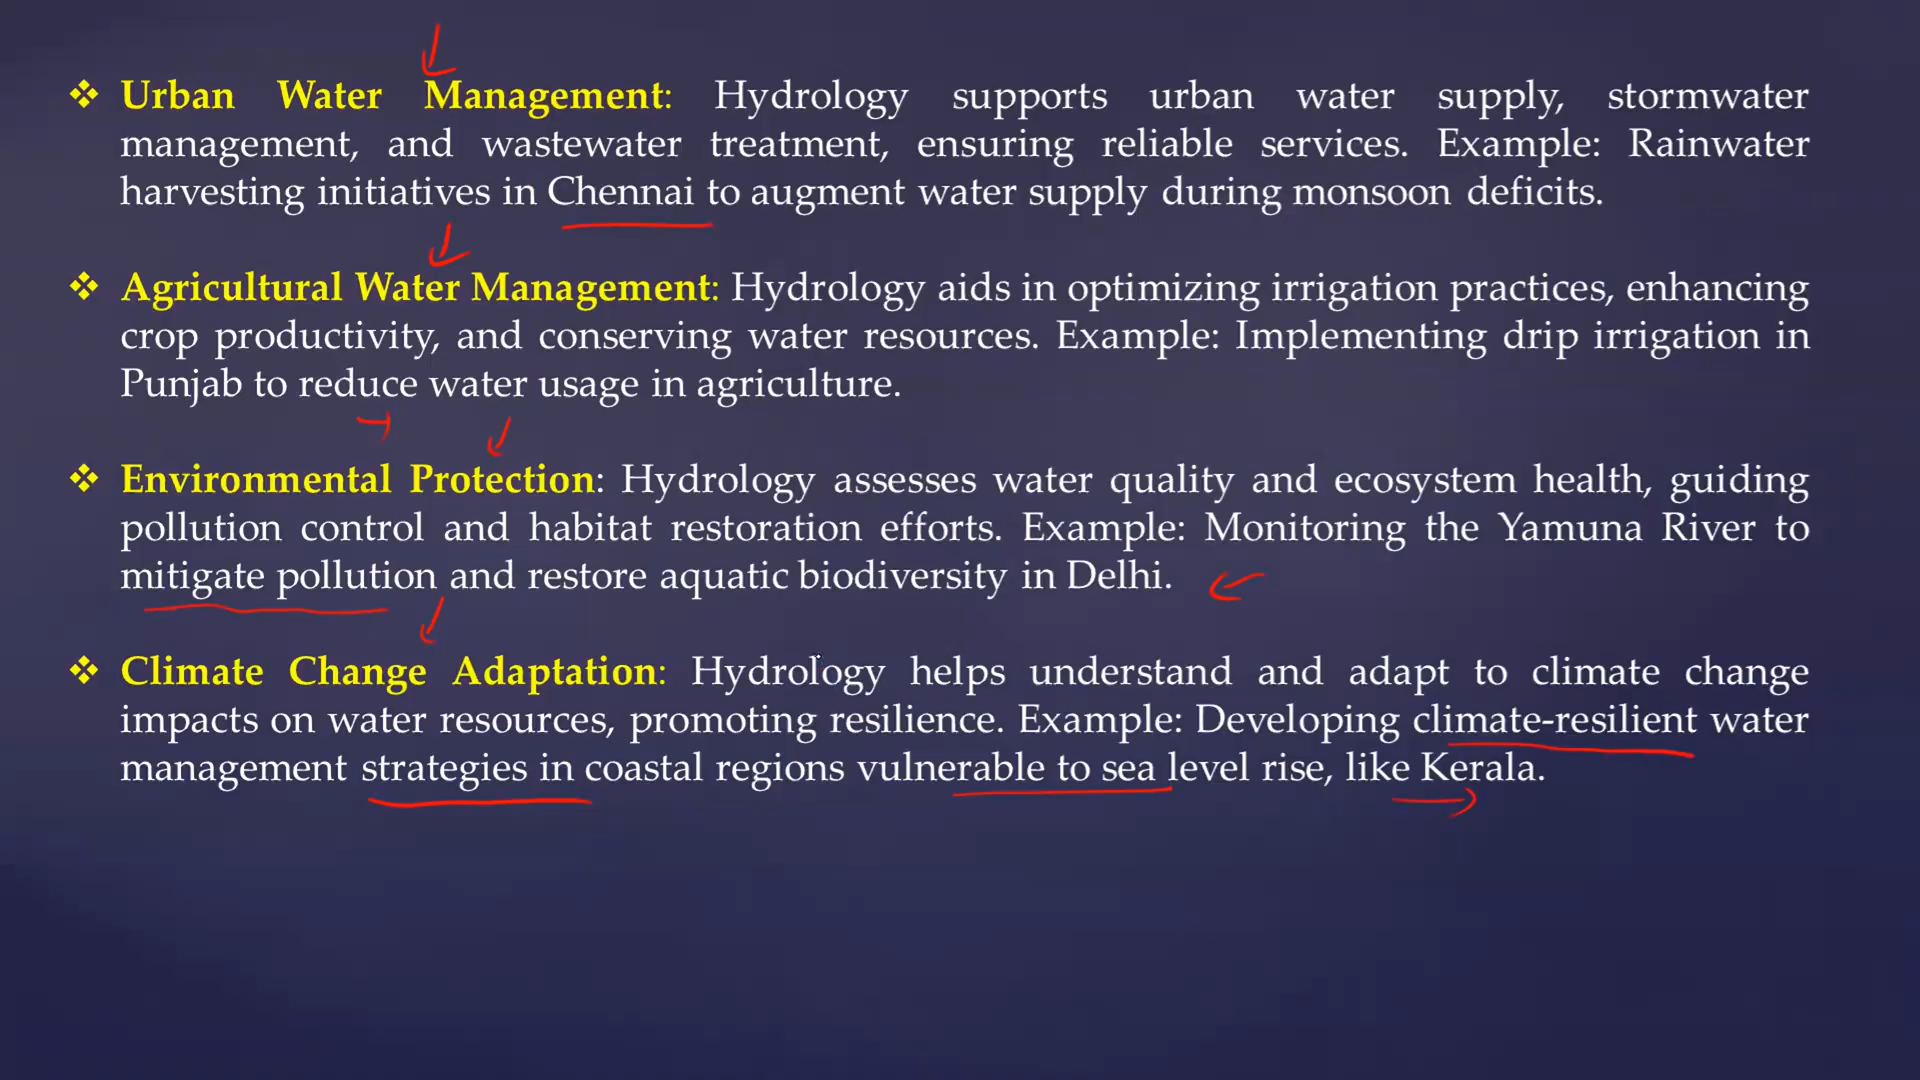 ❖ Urban Water Management: Hydrology supports urban water supply, stormwater
management, and wastewater treatment, ensuring reliable services. Example: Rainwater
harvesting initiatives in Chennai to augment water supply during monsoon deficits.
❖ Agricultural Water Management: Hydrology aids in optimizing irrigation practices, enhancing
crop productivity, and conserving water resources. Example: Implementing drip irrigation in
Punjab to reduce water usage in agriculture.
❖ Environmental Protection: Hydrology assesses water quality and ecosystem health, guiding
pollution control and habitat restoration efforts. Example: Monitoring the Yamuna River to
mitigate pollution and restore aquatic biodiversity in Delhi.
❖ Climate Change Adaptation: Hydrology helps understand and adapt to climate change
impacts on water resources, promoting resilience. Example: Developing climate-resilient water
management strategies in coastal regions vulnerable to sea level rise, like Kerala.